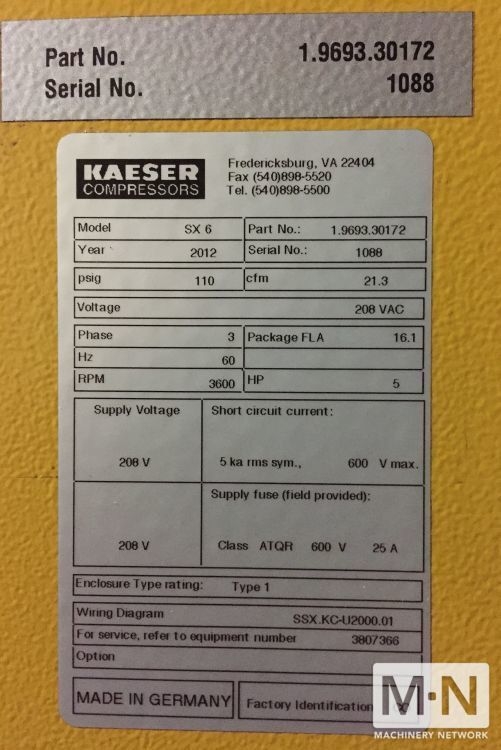 Part No. 1.9693.30172
Serial No. 1088
KAESER
COMPRESSORS
Fredericksburg, VA 22404
Fax (540)898-5520
Tel. (540)898-5500
Model SX 6 Part No.: 1.9693.30172
Year 2012 Serial No.: 1088
psig 110 cfm 21.3
Voltage 208 VAC
Phase 3 Package FLA 16.1
Hz 60
RPM 3600 HP 5
Supply Voltage Short circuit current:
208 V 5 ka rms sym., 600 V max.
Supply fuse (field provided):
208 V Class ATQR 600 V 25 A
Enclosure Type rating: Type 1
Wiring Diagram SSX.KC-U2000.01
For service, refer to equipment number 3807366
Option
MADE IN GERMANY Factory Identification
M·N
MACHINERY NETWORK